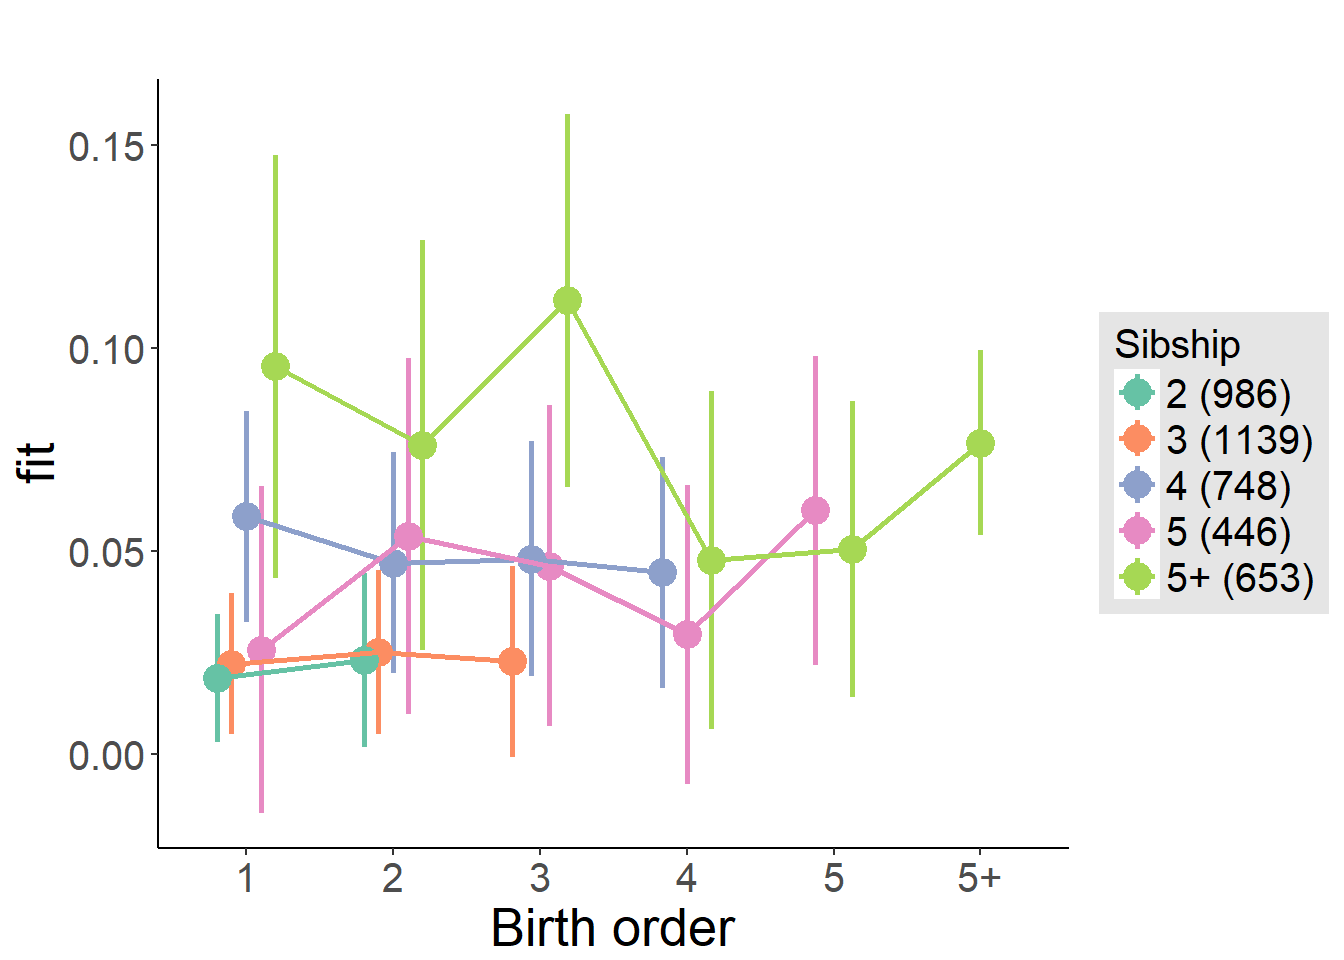 0.15
0.10
0.05
0.00
fit
1 2 3 4 5 5+
Birth order
Sibship
2 (986)
3 (1139)
4 (748)
5 (446)
5+ (653)